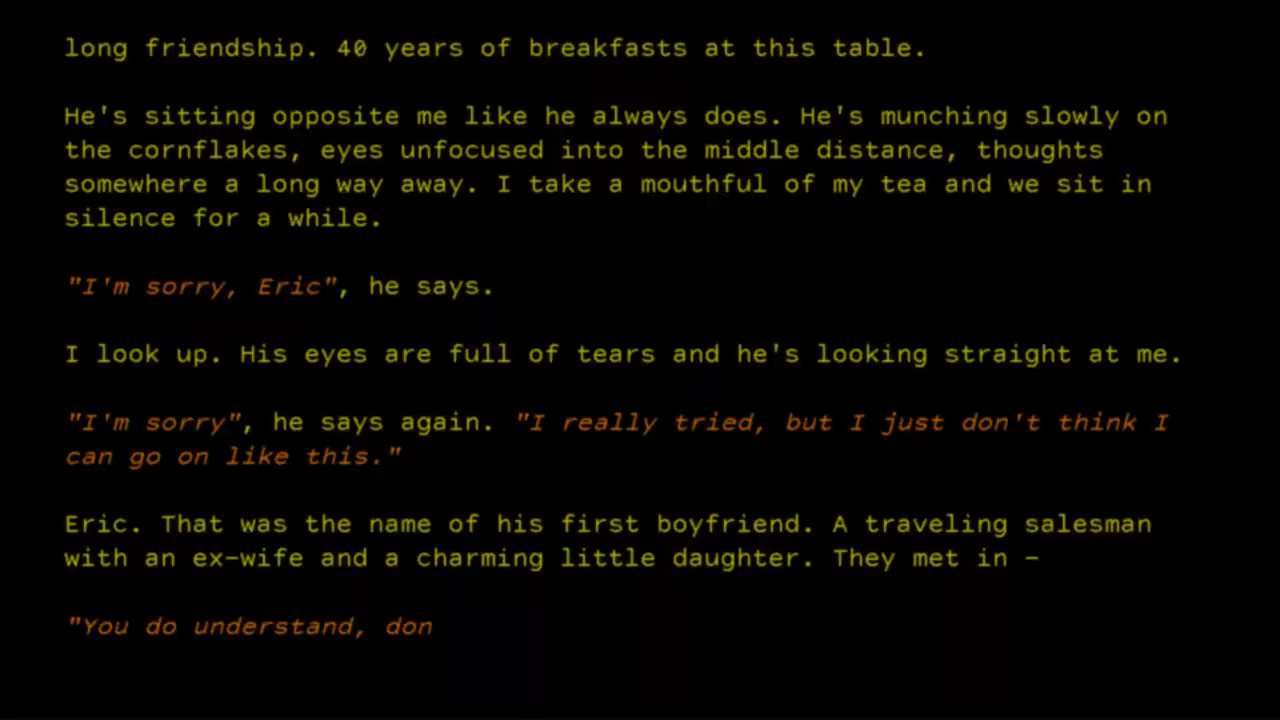 long friendship. 40 years of breakfasts at this table.
He's sitting opposite me like he always does. He's munching slowly on
the cornflakes, eyes unfocused into the middle distance, thoughts
somewhere a long way away. I take a mouthful of my tea and we sit in
silence for a while.
"I'm sorry, Eric", he says.
I look up. His eyes are full of tears and he's looking straight at me.
"I'm sorry", he says again. "I really tried, but I just don't think I
can go on like this."
Eric. That was the name of his first boyfriend. A traveling salesman
with an ex-wife and a charming little daughter. They met in -
"You do understand, don